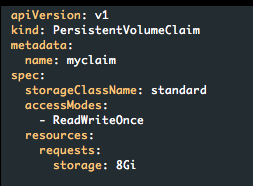 apiVersion: v1
kind: PersistentVolumeClaim
metadata:
  name: myclaim
spec:
  storageClassName: standard
  accessModes:
    - ReadWriteOnce
  resources:
    requests:
      storage: 8Gi